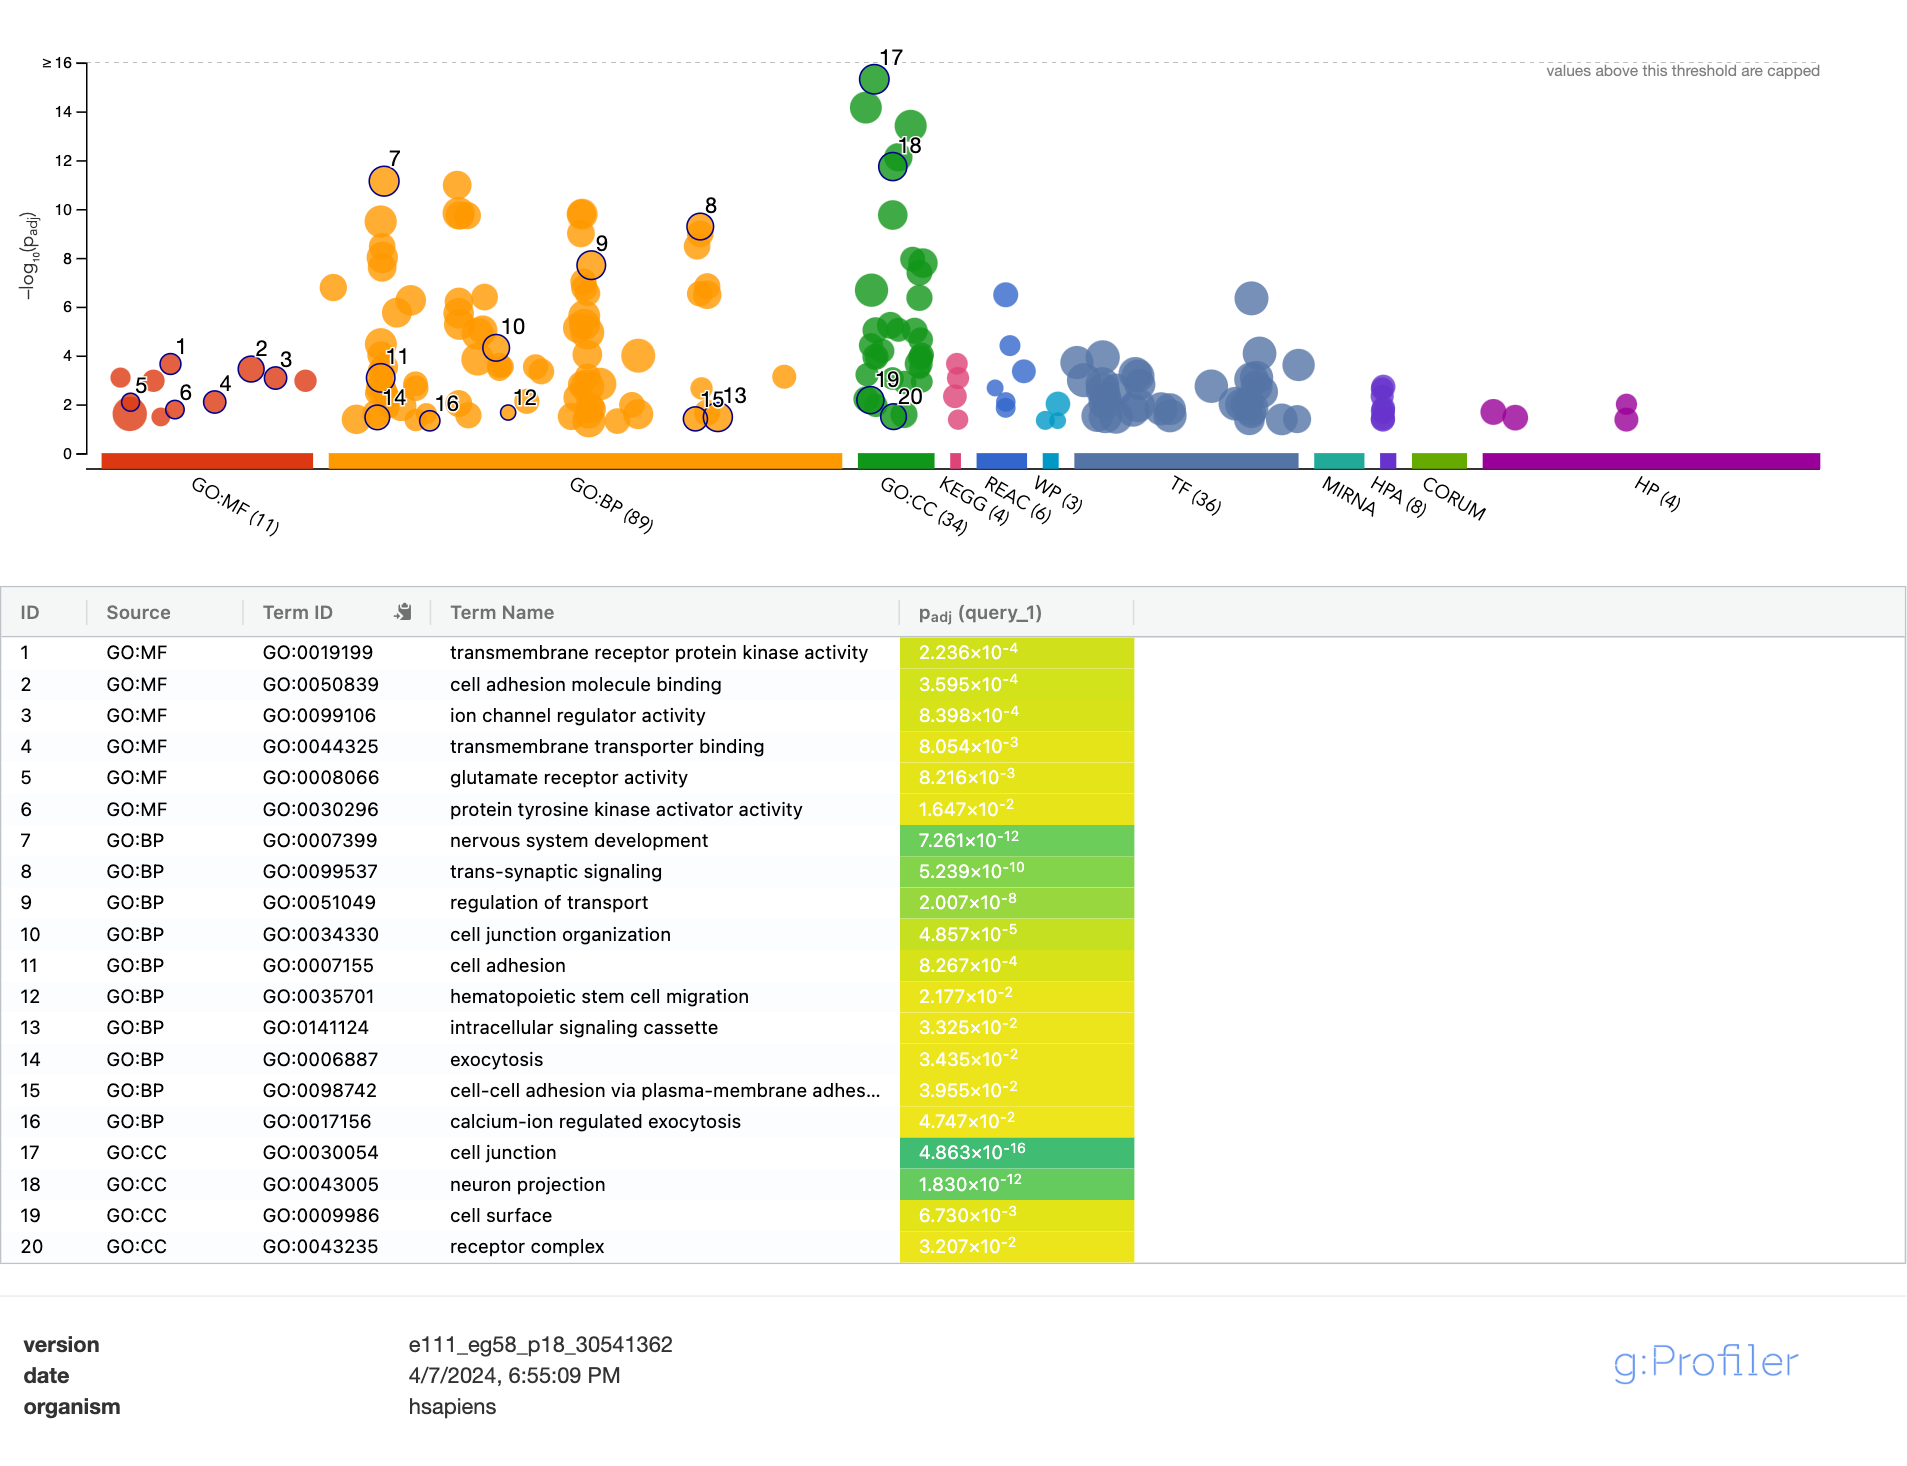 ≥ 16
values above this threshold are capped
14
12
10
8
6
4
2
0
−log₁₀(padj)
1
2
3
4
5
6
7
8
9
10
11
12
13
14
15
16
17
18
19
20
GO:MF (11)
GO:BP (89)
GO:CC (34)
KEGG (4)
REAC (6)
WP (3)
TF (36)
MIRNA
HPA (8)
CORUM
HP (4)
ID Source Term ID Term Name padj (query_1)
1 GO:MF GO:0019199 transmembrane receptor protein kinase activity 2.236×10⁻⁴
2 GO:MF GO:0050839 cell adhesion molecule binding 3.595×10⁻⁴
3 GO:MF GO:0099106 ion channel regulator activity 8.398×10⁻⁴
4 GO:MF GO:0044325 transmembrane transporter binding 8.054×10⁻³
5 GO:MF GO:0008066 glutamate receptor activity 8.216×10⁻³
6 GO:MF GO:0030296 protein tyrosine kinase activator activity 1.647×10⁻²
7 GO:BP GO:0007399 nervous system development 7.261×10⁻¹²
8 GO:BP GO:0099537 trans-synaptic signaling 5.239×10⁻¹⁰
9 GO:BP GO:0051049 regulation of transport 2.007×10⁻⁸
10 GO:BP GO:0034330 cell junction organization 4.857×10⁻⁵
11 GO:BP GO:0007155 cell adhesion 8.267×10⁻⁴
12 GO:BP GO:0035701 hematopoietic stem cell migration 2.177×10⁻²
13 GO:BP GO:0141124 intracellular signaling cassette 3.325×10⁻²
14 GO:BP GO:0006887 exocytosis 3.435×10⁻²
15 GO:BP GO:0098742 cell-cell adhesion via plasma-membrane adhes... 3.955×10⁻²
16 GO:BP GO:0017156 calcium-ion regulated exocytosis 4.747×10⁻²
17 GO:CC GO:0030054 cell junction 4.863×10⁻¹⁶
18 GO:CC GO:0043005 neuron projection 1.830×10⁻¹²
19 GO:CC GO:0009986 cell surface 6.730×10⁻³
20 GO:CC GO:0043235 receptor complex 3.207×10⁻²
version e111_eg58_p18_30541362
date 4/7/2024, 6:55:09 PM
organism hsapiens
g:Profiler